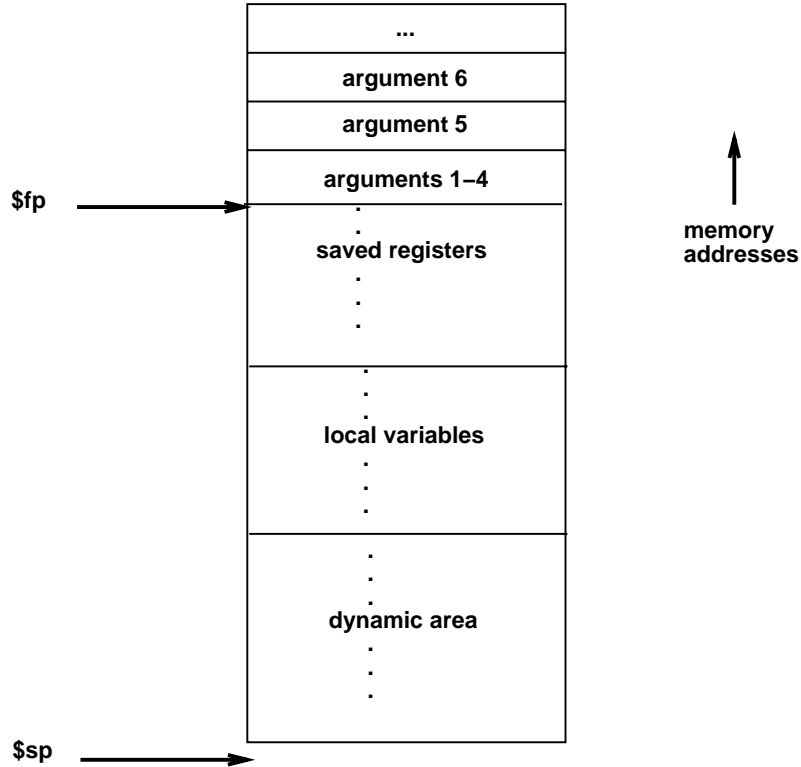 ...
argument 6
argument 5
arguments 1–4
$fp
memory
addresses
saved registers
local variables
dynamic area
$sp